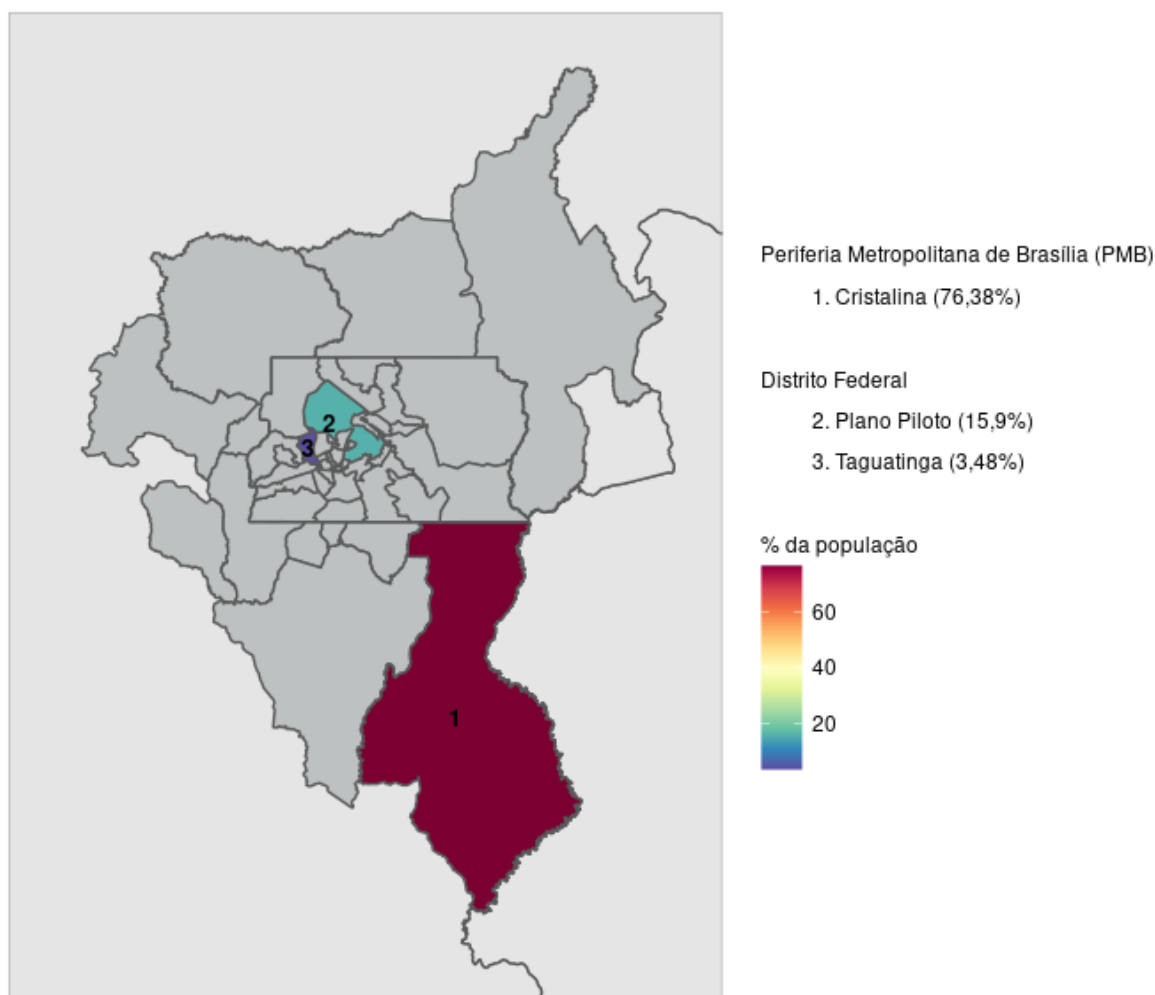 Periferia Metropolitana de Brasília (PMB)
1. Cristalina (76,38%)
Distrito Federal
2. Plano Piloto (15,9%)
3. Taguatinga (3,48%)
% da população
60
40
20
2
3
1